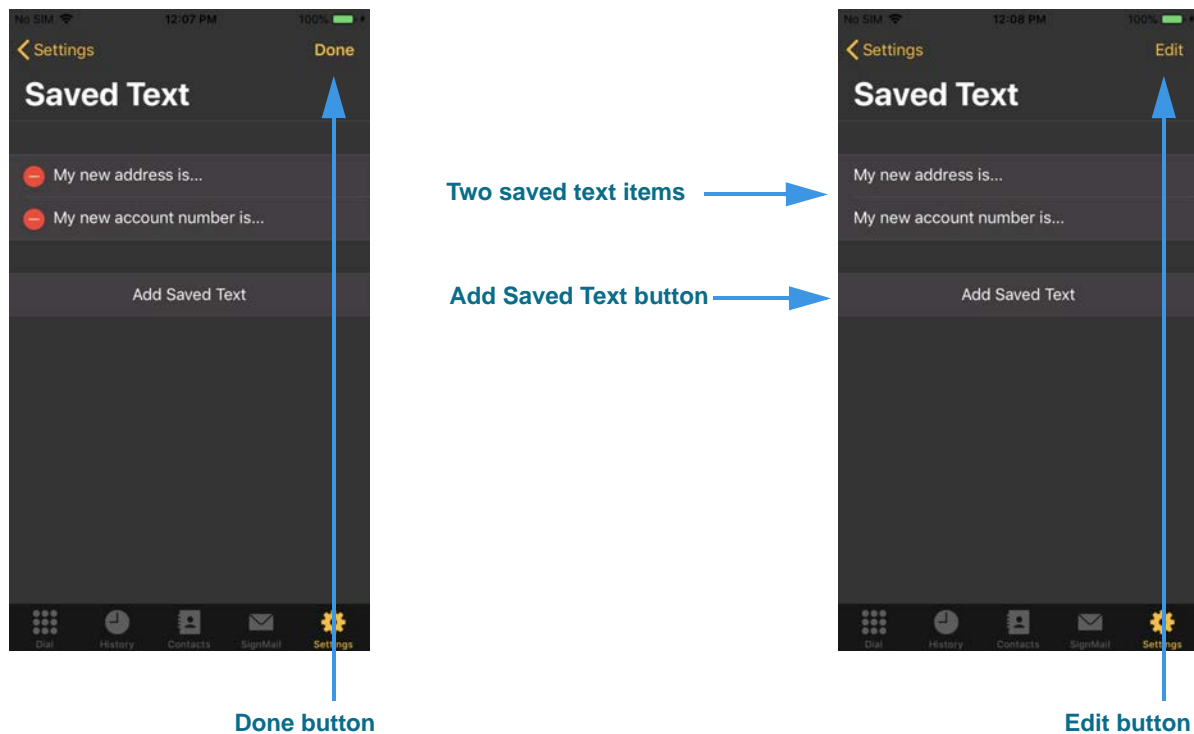 No SIM 12:07 PM 100%
Settings Done
Saved Text
My new address is...
My new account number is...
Add Saved Text
Dial History Contacts SignMail Settings
Done button
Two saved text items
Add Saved Text button
No SIM 12:08 PM 100%
Settings Edit
Saved Text
My new address is...
My new account number is...
Add Saved Text
Dial History Contacts SignMail Settings
Edit button